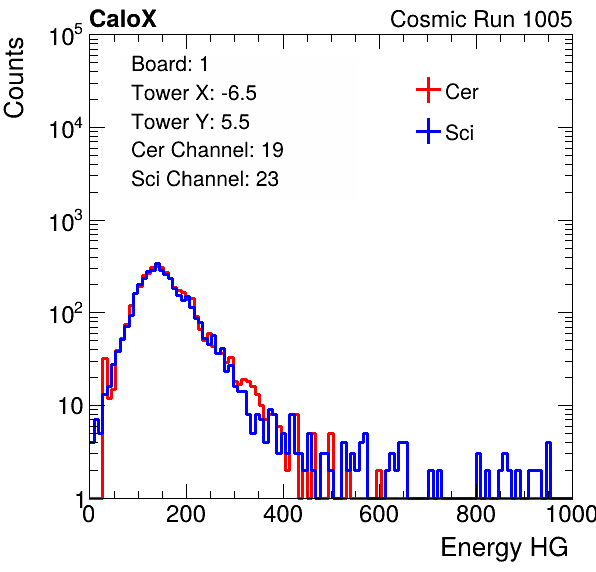 CaloX Cosmic Run 1005
Counts
10^5
10^4
10^3
10^2
10
1
Board: 1
Tower X: -6.5
Tower Y: 5.5
Cer Channel: 19
Sci Channel: 23
Cer
Sci
0 200 400 600 800 1000
Energy HG